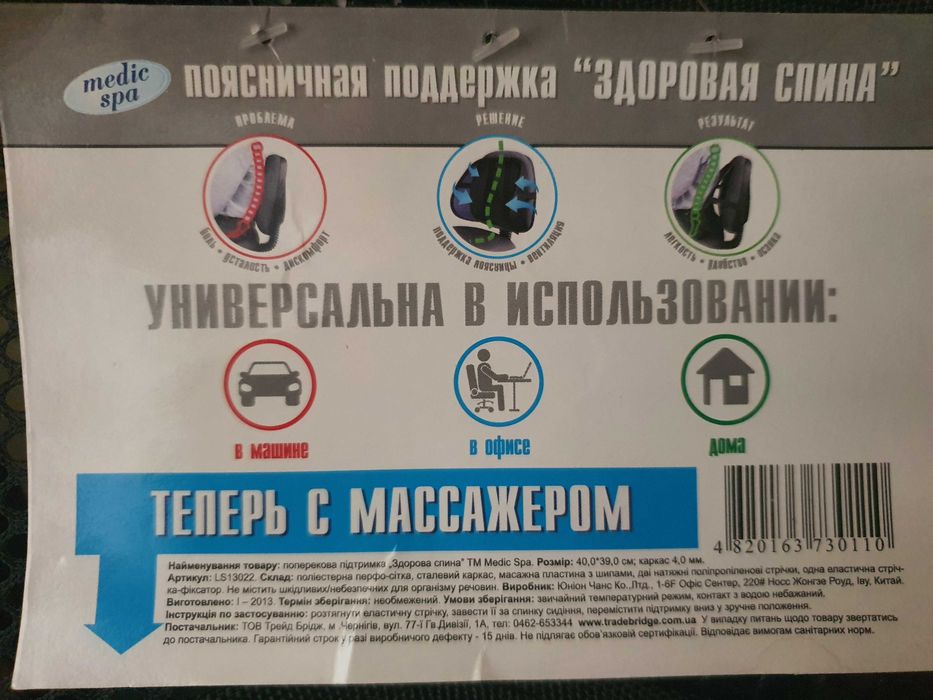 medic
spa
ПОЯСНИЧНАЯ ПОДДЕРЖКА "ЗДОРОВАЯ СПИНА"
ПРОБЛЕМА
РЕШЕНИЕ
РЕЗУЛЬТАТ
боль • усталость • дискомфорт
поддержка поясницы • вентиляция
легкость • удобство • осанка
УНИВЕРСАЛЬНА В ИСПОЛЬЗОВАНИИ:
В МАШИНЕ
В ОФИСЕ
ДОМА
ТЕПЕРЬ С МАССАЖЕРОМ
4 820163 730110
Найменування товару: поперекова підтримка „Здорова спина" ТМ Medic Spa. Розмір: 40,0*39,0 см; каркас 4,0 мм.
Артикул: LS13022. Склад: поліестерна перфо-сітка, сталевий каркас, масажна пластина з шипами, дві натяжні поліпропіленові стрічки, одна еластична стріч-
ка-фіксатор. Не містить шкідливих/небезпечних для організму речовин. Виробник: Юніон Чанс Ко.,Лтд., 1-6F Офіс Сентер, 220# Носс Жонгзе Роуд, Іву, Китай.
Виготовлено: I – 2013. Термін зберігання: необмежений. Умови зберігання: звичайний температурний режим, контакт з водою небажаний.
Інструкція по застосуванню: розтягнути еластичну стрічку, завести її за спинку сидіння, перемістити підтримку вниз у зручне положення.
Постачальник: ТОВ Трейд Брідж, м .Чернігів, вул. 77-ї Гв Дивізії, 1А, тел: 0462-653344 www.tradebridge.com.ua У випадку питань щодо товару звертатись
до постачальника. Гарантійний строк у разі виробничого дефекту - 15 днів. Не підлягає обов'язковій сертифікації. Відповідає вимогам санітарних норм.